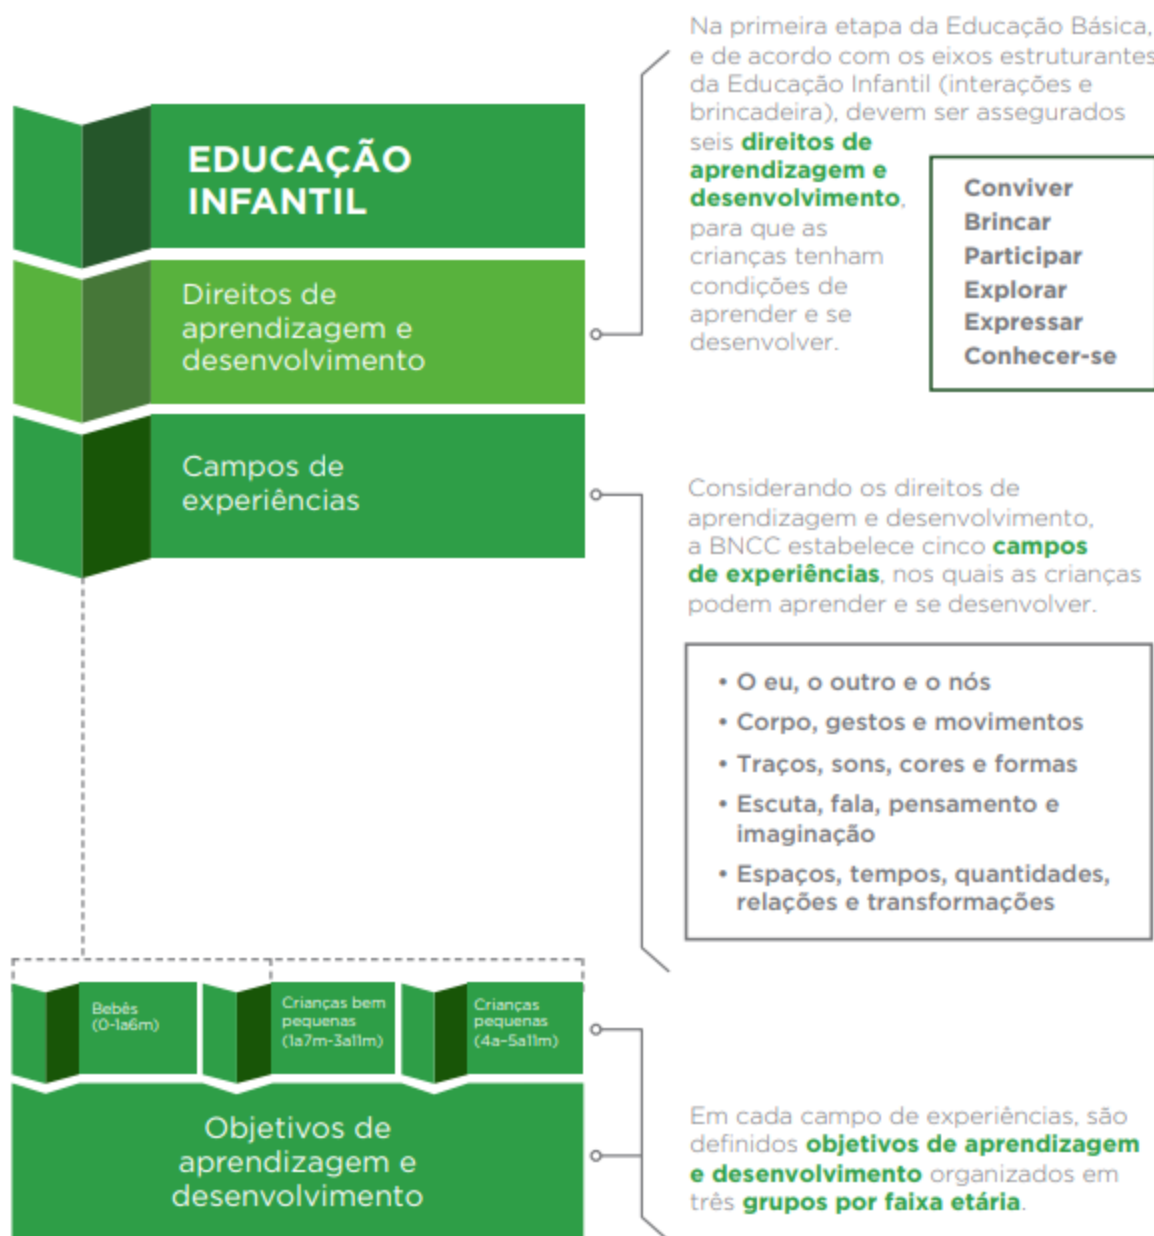 Na primeira etapa da Educação Básica,
e de acordo com os eixos estruturantes
da Educação Infantil (interações e
brincadeira), devem ser assegurados
seis direitos de
aprendizagem e
desenvolvimento,
para que as
crianças tenham
condições de
aprender e se
desenvolver.
Conviver
Brincar
Participar
Explorar
Expressar
Conhecer-se
EDUCAÇÃO
INFANTIL
Direitos de
aprendizagem e
desenvolvimento
Campos de
experiências
Considerando os direitos de
aprendizagem e desenvolvimento,
a BNCC estabelece cinco campos
de experiências, nos quais as crianças
podem aprender e se desenvolver.
• O eu, o outro e o nós
• Corpo, gestos e movimentos
• Traços, sons, cores e formas
• Escuta, fala, pensamento e
imaginação
• Espaços, tempos, quantidades,
relações e transformações
Bebês
(0-1a6m)
Crianças bem
pequenas
(1a7m-3a11m)
Crianças
pequenas
(4a-5a11m)
Objetivos de
aprendizagem e
desenvolvimento
Em cada campo de experiências, são
definidos objetivos de aprendizagem
e desenvolvimento organizados em
três grupos por faixa etária.